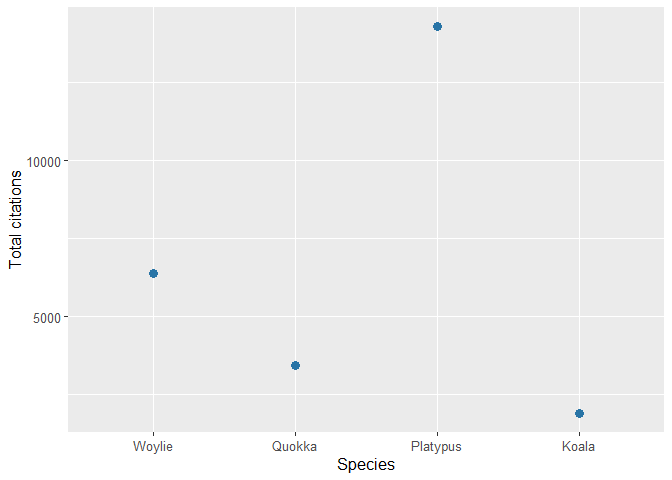 Total citations
10000
5000
Woylie Quokka Platypus Koala
Species